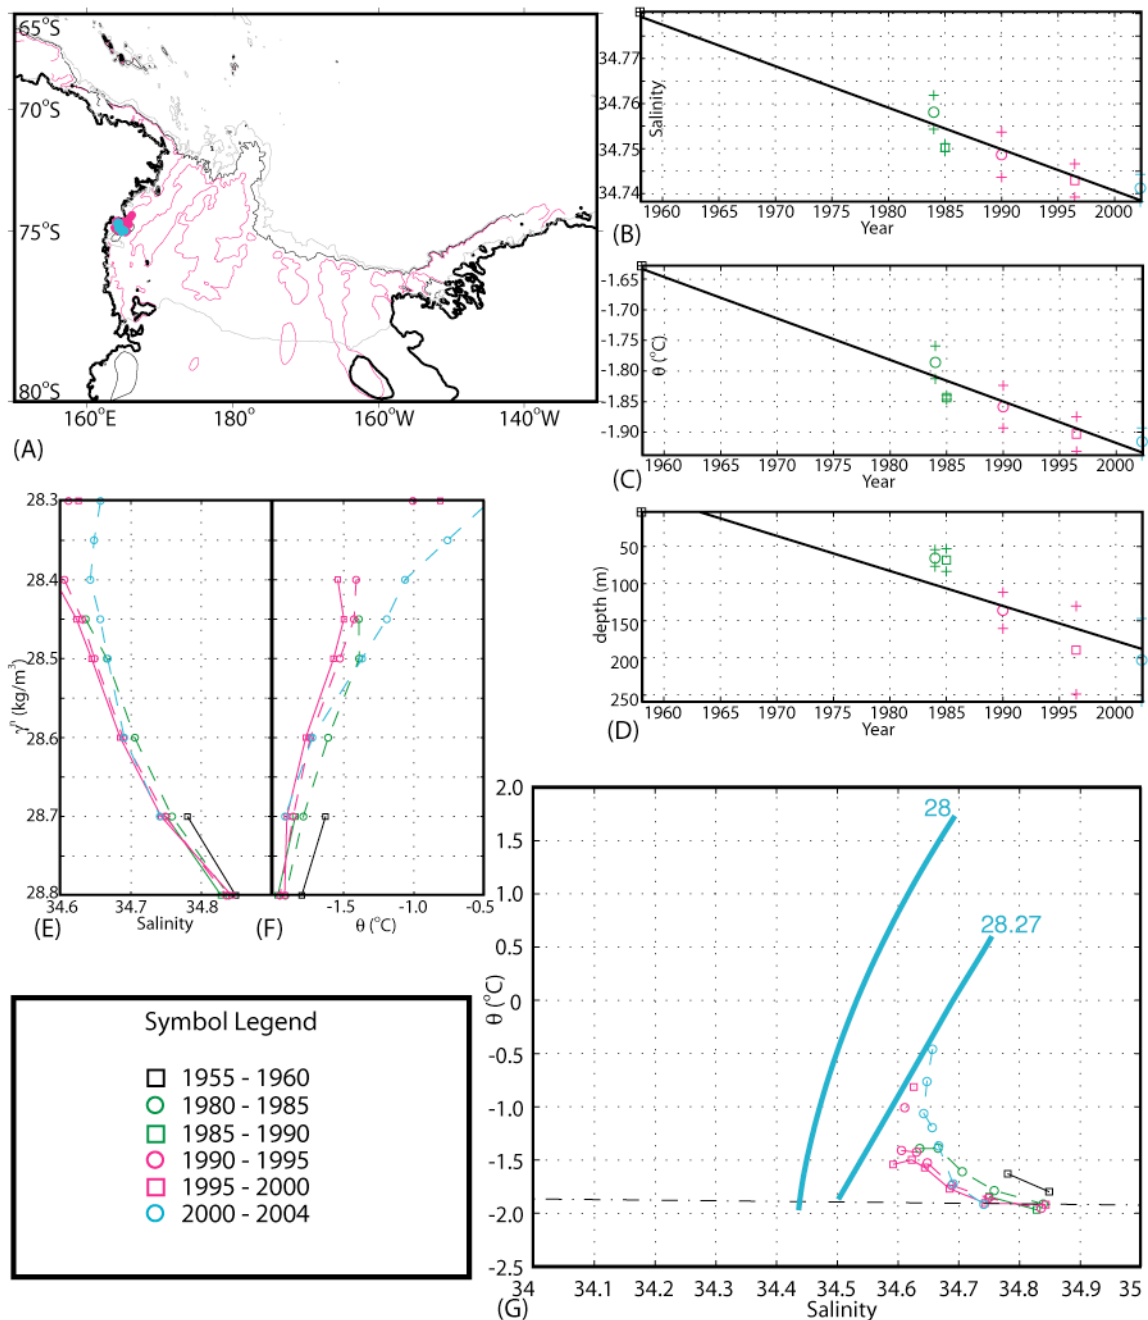 65°S
70°S
75°S
80°S
160°E
180°W
160°W
140°W
(A)
34.77
34.76
34.75
34.74
Salinity
1960 1965 1970 1975 1980 1985 1990 1995 2000
Year
(B)
-1.65
-1.70
-1.75
-1.80
-1.85
-1.90
θ (°C)
1960 1965 1970 1975 1980 1985 1990 1995 2000
Year
(C)
50
100
150
200
250
depth (m)
1960 1965 1970 1975 1980 1985 1990 1995 2000
Year
(D)
28.3
28.4
28.5
28.6
28.7
28.8
γⁿ (kg/m³)
34.6 34.7 34.8
Salinity
(E)
-1.5 -1.0 -0.5
θ (°C)
(F)
2.0
1.5
1.0
0.5
0
-0.5
-1.0
-1.5
-2.0
-2.5
θ (°C)
28
28.27
34 34.1 34.2 34.3 34.4 34.5 34.6 34.7 34.8 34.9 35
Salinity
(G)
Symbol Legend
1955 - 1960
1980 - 1985
1985 - 1990
1990 - 1995
1995 - 2000
2000 - 2004